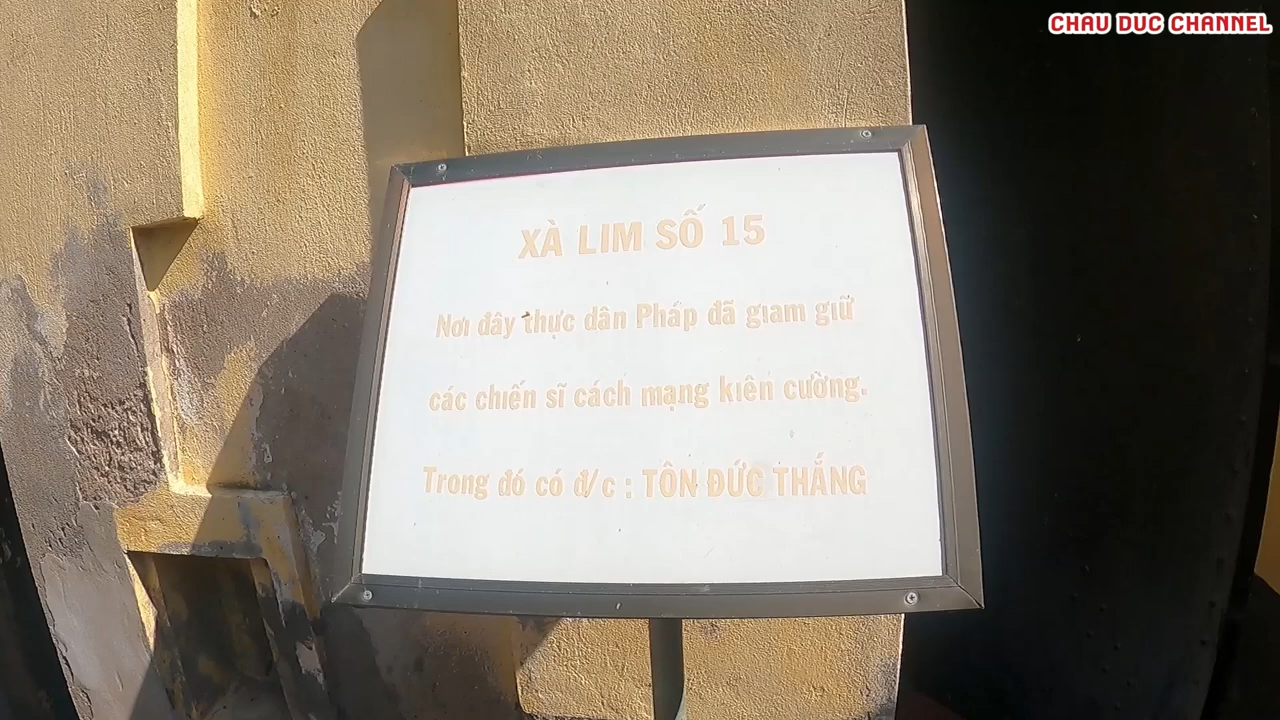 CHAU DUC CHANNEL
XÀ LIM SỐ 15
Nơi đây thực dân Pháp đã giam giữ
các chiến sĩ cách mạng kiên cường.
Trong đó có đ/c : TÔN ĐỨC THẮNG